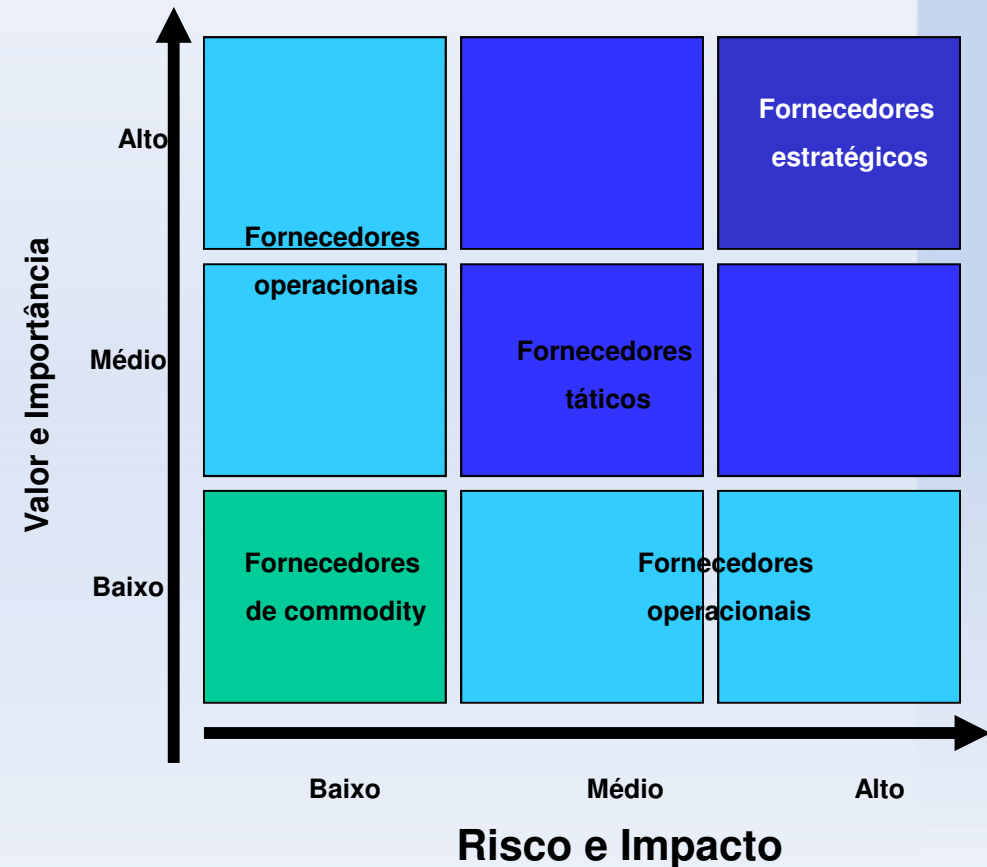 Valor e Importância
Alto
Médio
Baixo
Fornecedores
estratégicos
Fornecedores
operacionais
Fornecedores
táticos
Fornecedores
de commodity
Fornecedores
operacionais
Baixo
Médio
Alto
Risco e Impacto